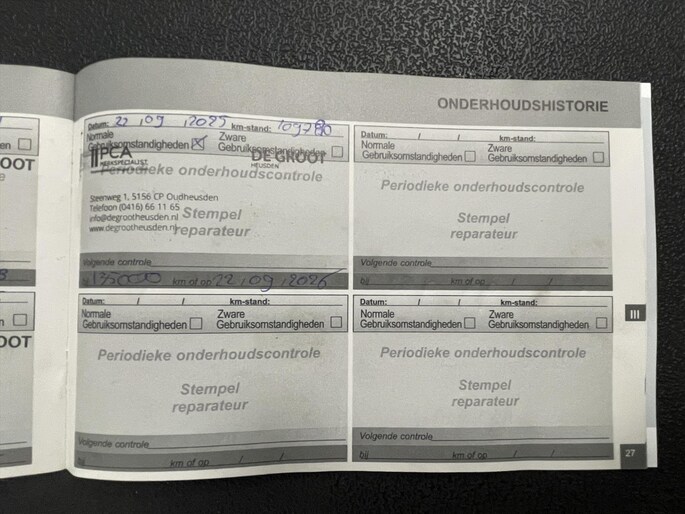 ONDERHOUDSHISTORIE
en
OOT
Datum: 22 / 09 / 2025 km-stand: 109780
Normale Gebruiksomstandigheden Zware Gebruiksomstandigheden
PCA
MERKSPECIALIST
DE GROOT
HEUSDEN
Periodieke onderhoudscontrole
Steenweg 1, 5156 CP Oudheusden
Telefoon (0416) 66 11 65
info@degrootheusden.nl
www.degrootheusden.nl
Stempel
reparateur
Volgende controle
bij 135000 km of op 22 / 09 / 2026
Datum: / / km-stand:
Normale Gebruiksomstandigheden Zware Gebruiksomstandigheden
Periodieke onderhoudscontrole
Stempel
reparateur
Volgende controle
bij km of op / /
OOT
Datum: / / km-stand:
Normale Gebruiksomstandigheden Zware Gebruiksomstandigheden
Periodieke onderhoudscontrole
Stempel
reparateur
Volgende controle
bij km of op / /
Datum: / / km-stand:
Normale Gebruiksomstandigheden Zware Gebruiksomstandigheden
Periodieke onderhoudscontrole
Stempel
reparateur
Volgende controle
bij km of op / /
III
27